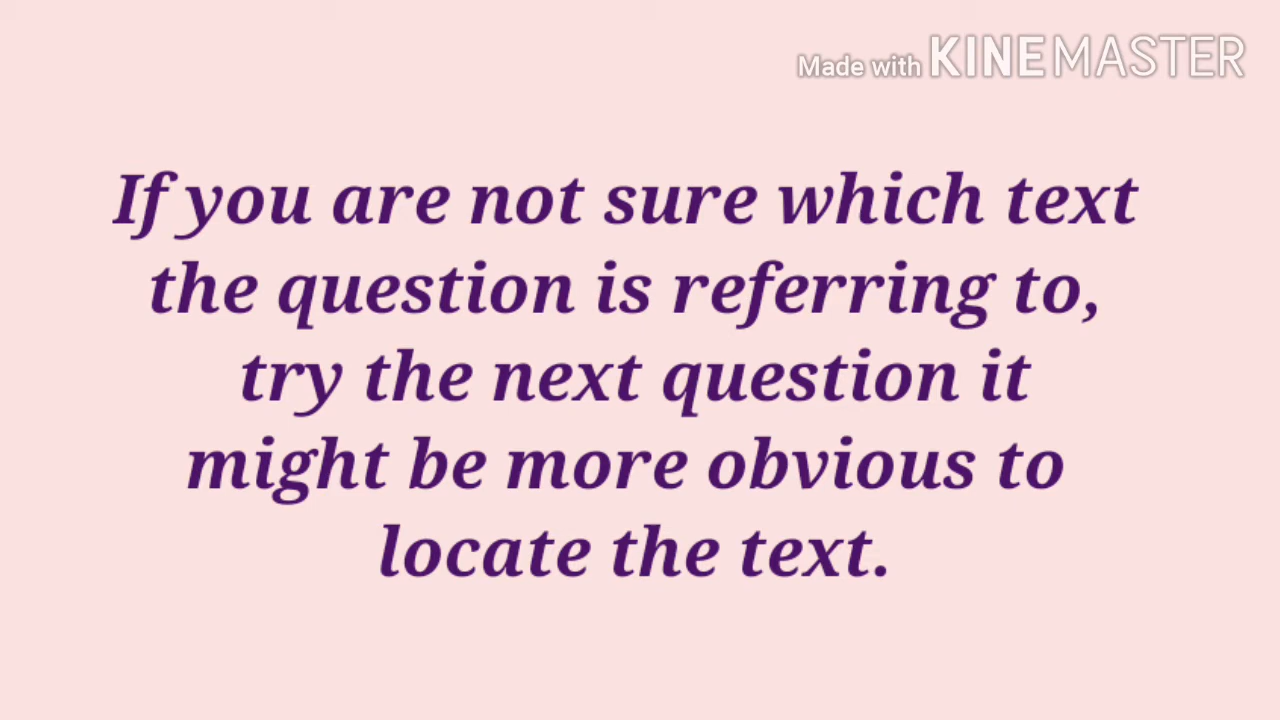 Made with KINEMASTER
If you are not sure which text
the question is referring to,
try the next question it
might be more obvious to
locate the text.